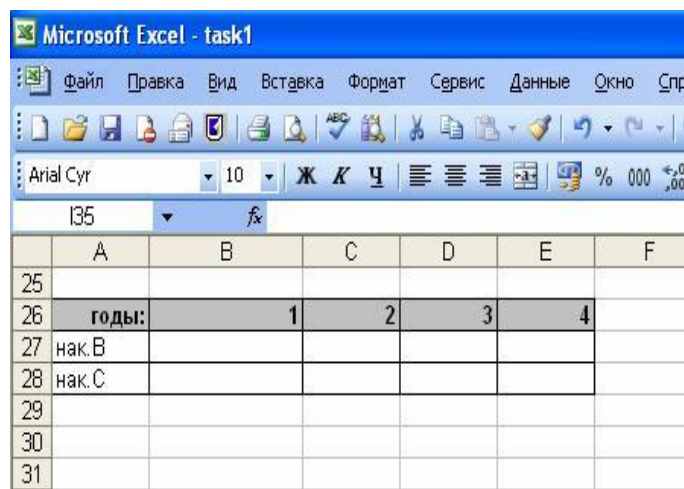 Microsoft Excel - task1
Файл Правка Вид Вставка Формат Сервис Данные Окно Спр
ABC
Arial Cyr 10 Ж К Ч % 000
I35 fx
A B C D E F
25
26 годы: 1 2 3 4
27 нак.В
28 нак.С
29
30
31